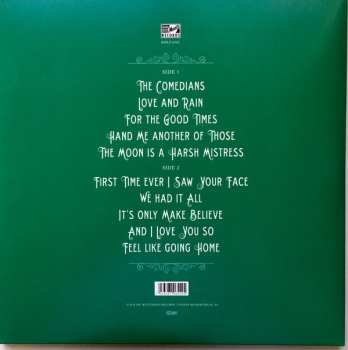 RECORDS
SIDE 1
The Comedians
Love and Rain
For the Good Times
Hand Me Another of Those
The Moon is a Harsh Mistress
SIDE 2
First Time ever I Saw Your Face
We had it All
It's only Make Believe
And I Love You so
Feel like Going Home